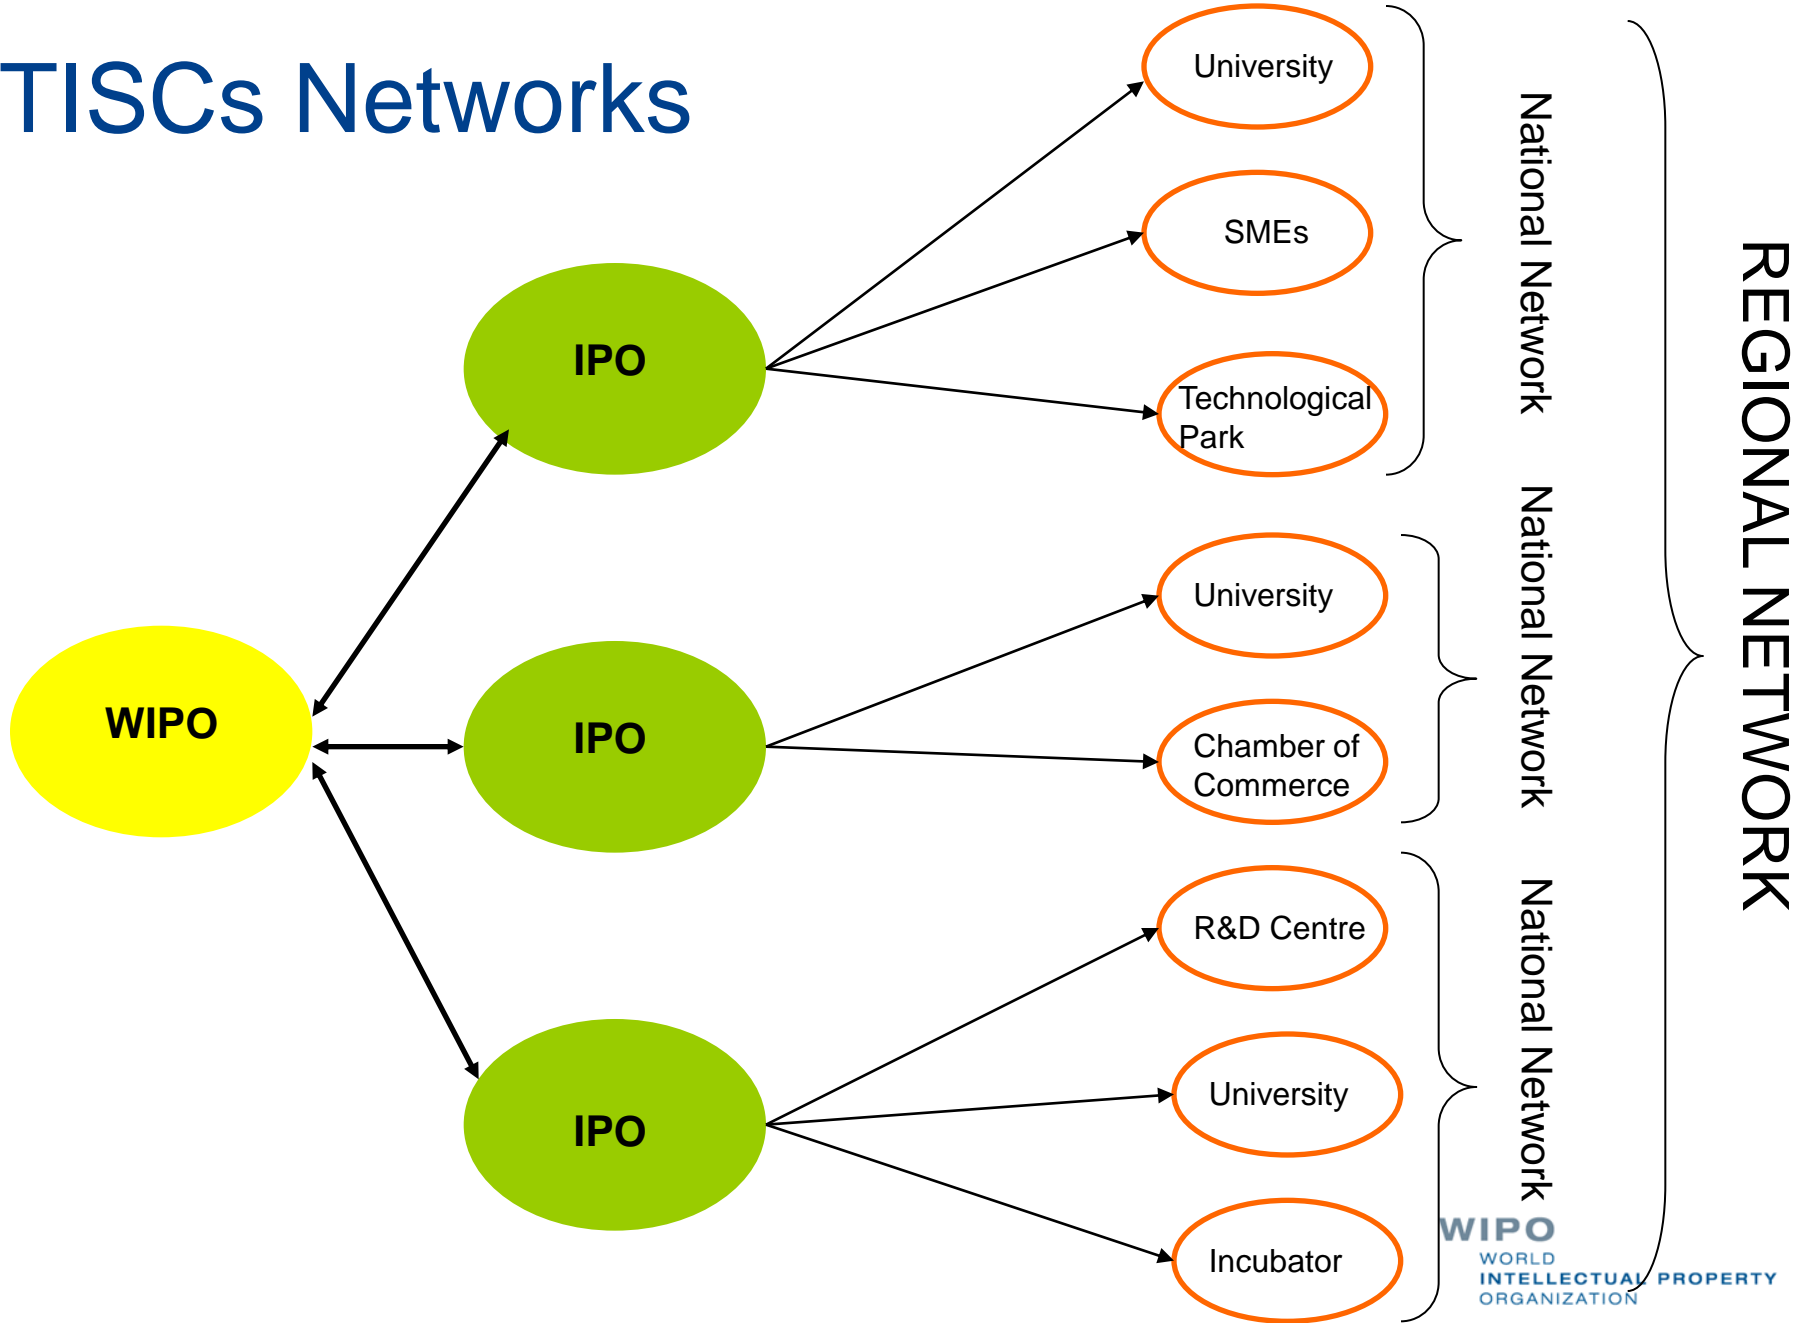 TISCs Networks
University
SMEs
Technological
Park
National Network
IPO
University
Chamber of
Commerce
National Network
WIPO
IPO
R&D Centre
University
Incubator
National Network
IPO
REGIONAL NETWORK
WIPO
WORLD
INTELLECTUAL PROPERTY
ORGANIZATION